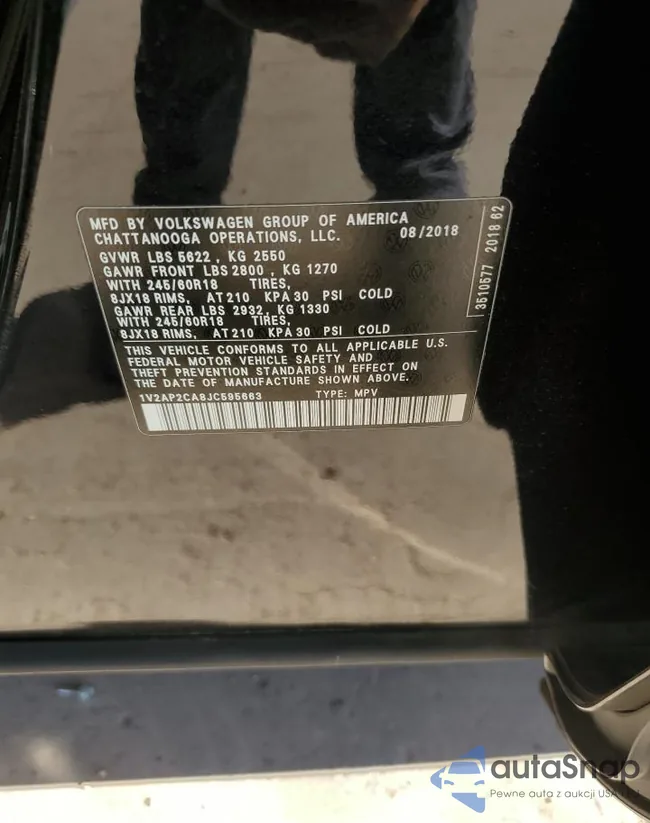 MFD BY VOLKSWAGEN GROUP OF AMERICA
CHATTANOOGA OPERATIONS, LLC. 08/2018
GVWR LBS 5622 , KG 2550
GAWR FRONT LBS 2800 , KG 1270
WITH 245/60R18 TIRES,
8JX18 RIMS, AT 210 KPA 30 PSI COLD
GAWR REAR LBS 2932, KG 1330
WITH 245/60R18 TIRES,
8JX18 RIMS, AT 210 KPA 30 PSI COLD
THIS VEHICLE CONFORMS TO ALL APPLICABLE U.S.
FEDERAL MOTOR VEHICLE SAFETY AND
THEFT PREVENTION STANDARDS IN EFFECT ON
THE DATE OF MANUFACTURE SHOWN ABOVE.
1V2AP2CA8JC595663 TYPE: MPV
3510677 2018 62
autaSnap
Pewne auta z aukcji USA